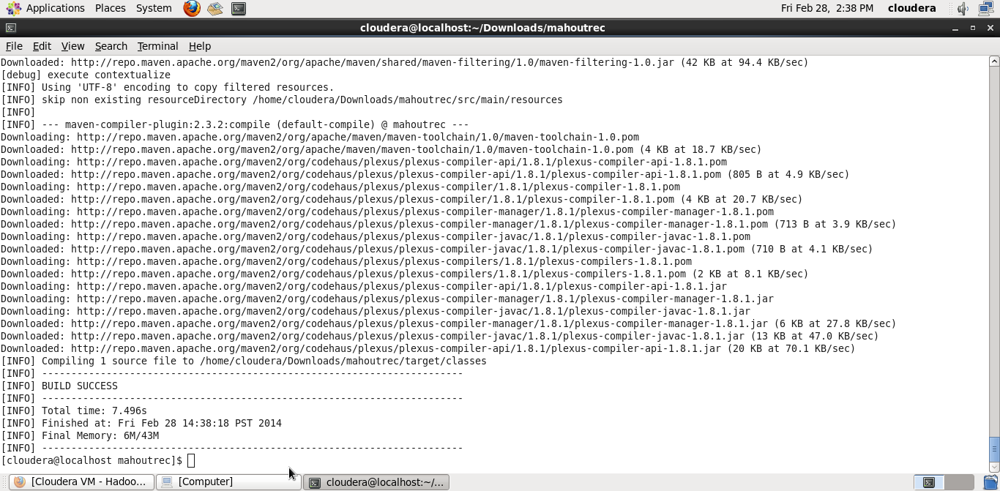 Applications Places System Fri Feb 28, 2:38 PM cloudera
cloudera@localhost:~/Downloads/mahoutrec
File Edit View Search Terminal Help
Downloaded: http://repo.maven.apache.org/maven2/org/apache/maven/shared/maven-filtering/1.0/maven-filtering-1.0.jar (42 KB at 94.4 KB/sec)
[debug] execute contextualize
[INFO] Using 'UTF-8' encoding to copy filtered resources.
[INFO] skip non existing resourceDirectory /home/cloudera/Downloads/mahoutrec/src/main/resources
[INFO]
[INFO] --- maven-compiler-plugin:2.3.2:compile (default-compile) @ mahoutrec ---
Downloading: http://repo.maven.apache.org/maven2/org/apache/maven/maven-toolchain/1.0/maven-toolchain-1.0.pom
Downloaded: http://repo.maven.apache.org/maven2/org/apache/maven/maven-toolchain/1.0/maven-toolchain-1.0.pom (4 KB at 18.7 KB/sec)
Downloading: http://repo.maven.apache.org/maven2/org/codehaus/plexus/plexus-compiler-api/1.8.1/plexus-compiler-api-1.8.1.pom
Downloaded: http://repo.maven.apache.org/maven2/org/codehaus/plexus/plexus-compiler-api/1.8.1/plexus-compiler-api-1.8.1.pom (805 B at 4.9 KB/sec)
Downloading: http://repo.maven.apache.org/maven2/org/codehaus/plexus/plexus-compiler/1.8.1/plexus-compiler-1.8.1.pom
Downloaded: http://repo.maven.apache.org/maven2/org/codehaus/plexus/plexus-compiler/1.8.1/plexus-compiler-1.8.1.pom (4 KB at 20.7 KB/sec)
Downloading: http://repo.maven.apache.org/maven2/org/codehaus/plexus/plexus-compiler-manager/1.8.1/plexus-compiler-manager-1.8.1.pom
Downloaded: http://repo.maven.apache.org/maven2/org/codehaus/plexus/plexus-compiler-manager/1.8.1/plexus-compiler-manager-1.8.1.pom (713 B at 3.9 KB/sec)
Downloading: http://repo.maven.apache.org/maven2/org/codehaus/plexus/plexus-compiler-javac/1.8.1/plexus-compiler-javac-1.8.1.pom
Downloaded: http://repo.maven.apache.org/maven2/org/codehaus/plexus/plexus-compiler-javac/1.8.1/plexus-compiler-javac-1.8.1.pom (710 B at 4.1 KB/sec)
Downloading: http://repo.maven.apache.org/maven2/org/codehaus/plexus/plexus-compilers/1.8.1/plexus-compilers-1.8.1.pom
Downloaded: http://repo.maven.apache.org/maven2/org/codehaus/plexus/plexus-compilers/1.8.1/plexus-compilers-1.8.1.pom (2 KB at 8.1 KB/sec)
Downloading: http://repo.maven.apache.org/maven2/org/codehaus/plexus/plexus-compiler-api/1.8.1/plexus-compiler-api-1.8.1.jar
Downloading: http://repo.maven.apache.org/maven2/org/codehaus/plexus/plexus-compiler-manager/1.8.1/plexus-compiler-manager-1.8.1.jar
Downloading: http://repo.maven.apache.org/maven2/org/codehaus/plexus/plexus-compiler-javac/1.8.1/plexus-compiler-javac-1.8.1.jar
Downloaded: http://repo.maven.apache.org/maven2/org/codehaus/plexus/plexus-compiler-manager/1.8.1/plexus-compiler-manager-1.8.1.jar (6 KB at 27.8 KB/sec)
Downloaded: http://repo.maven.apache.org/maven2/org/codehaus/plexus/plexus-compiler-javac/1.8.1/plexus-compiler-javac-1.8.1.jar (13 KB at 47.0 KB/sec)
Downloaded: http://repo.maven.apache.org/maven2/org/codehaus/plexus/plexus-compiler-api/1.8.1/plexus-compiler-api-1.8.1.jar (20 KB at 70.1 KB/sec)
[INFO] Compiling 1 source file to /home/cloudera/Downloads/mahoutrec/target/classes
[INFO] ------------------------------------------------------------------------
[INFO] BUILD SUCCESS
[INFO] ------------------------------------------------------------------------
[INFO] Total time: 7.496s
[INFO] Finished at: Fri Feb 28 14:38:18 PST 2014
[INFO] Final Memory: 6M/43M
[INFO] ------------------------------------------------------------------------
[cloudera@localhost mahoutrec]$
[Cloudera VM - Hadoo... [Computer] cloudera@localhost:~/...